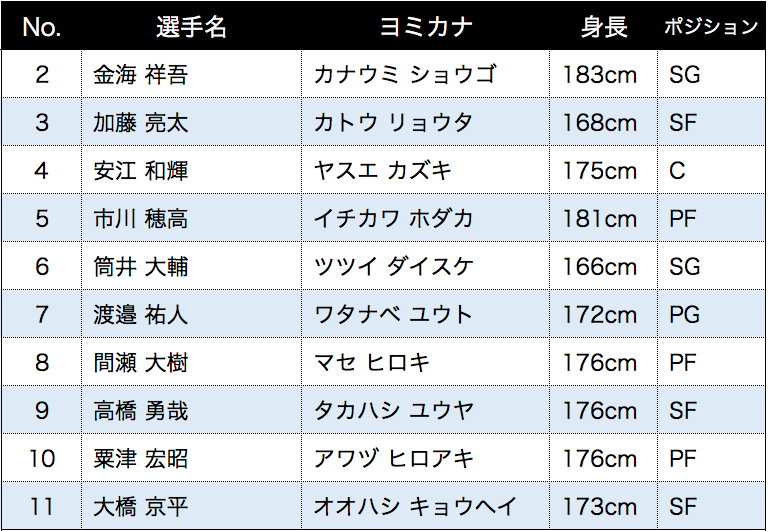 No. 選手名 ヨミカナ 身長 ポジション
2 金海 祥吾 カナウミ ショウゴ 183cm SG
3 加藤 亮太 カトウ リョウタ 168cm SF
4 安江 和輝 ヤスエ カズキ 175cm C
5 市川 穂高 イチカワ ホダカ 181cm PF
6 筒井 大輔 ツツイ ダイスケ 166cm SG
7 渡邉 祐人 ワタナベ ユウト 172cm PG
8 間瀬 大樹 マセ ヒロキ 176cm PF
9 高橋 勇哉 タカハシ ユウヤ 176cm SF
10 粟津 宏昭 アワヅ ヒロアキ 176cm PF
11 大橋 京平 オオハシ キョウヘイ 173cm SF